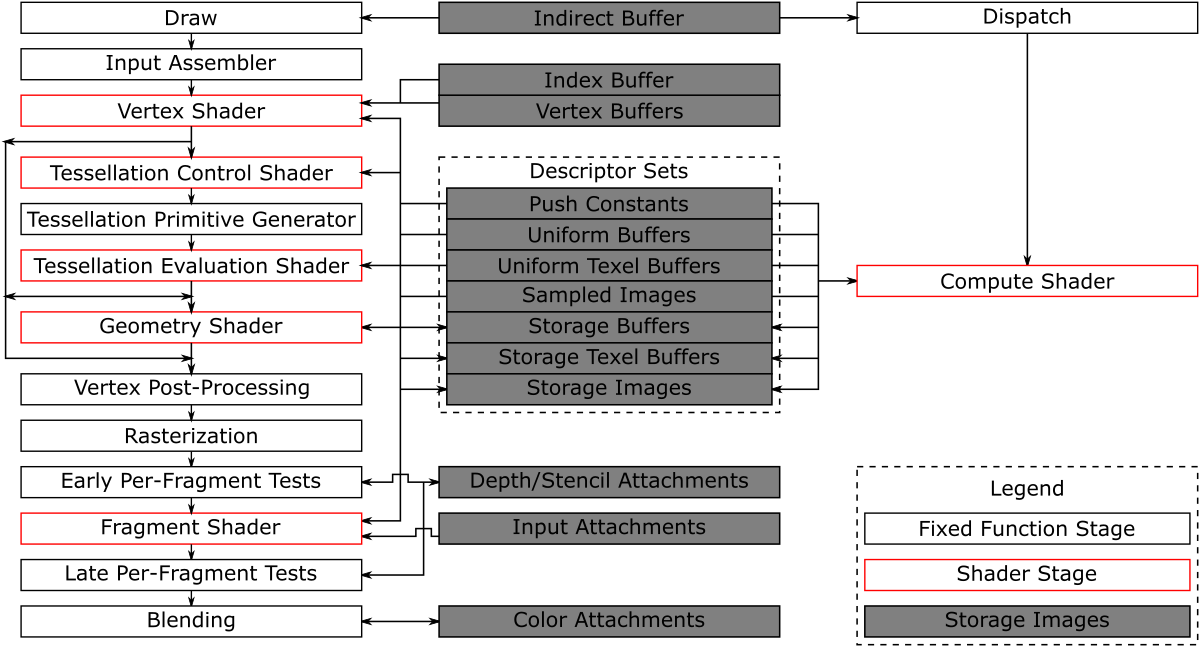 Draw
Indirect Buffer
Dispatch
Input Assembler
Index Buffer
Vertex Shader
Vertex Buffers
Tessellation Control Shader
Descriptor Sets
Push Constants
Tessellation Primitive Generator
Uniform Buffers
Tessellation Evaluation Shader
Uniform Texel Buffers
Compute Shader
Sampled Images
Geometry Shader
Storage Buffers
Storage Texel Buffers
Vertex Post-Processing
Storage Images
Rasterization
Early Per-Fragment Tests
Depth/Stencil Attachments
Fragment Shader
Input Attachments
Late Per-Fragment Tests
Blending
Color Attachments
Legend
Fixed Function Stage
Shader Stage
Storage Images